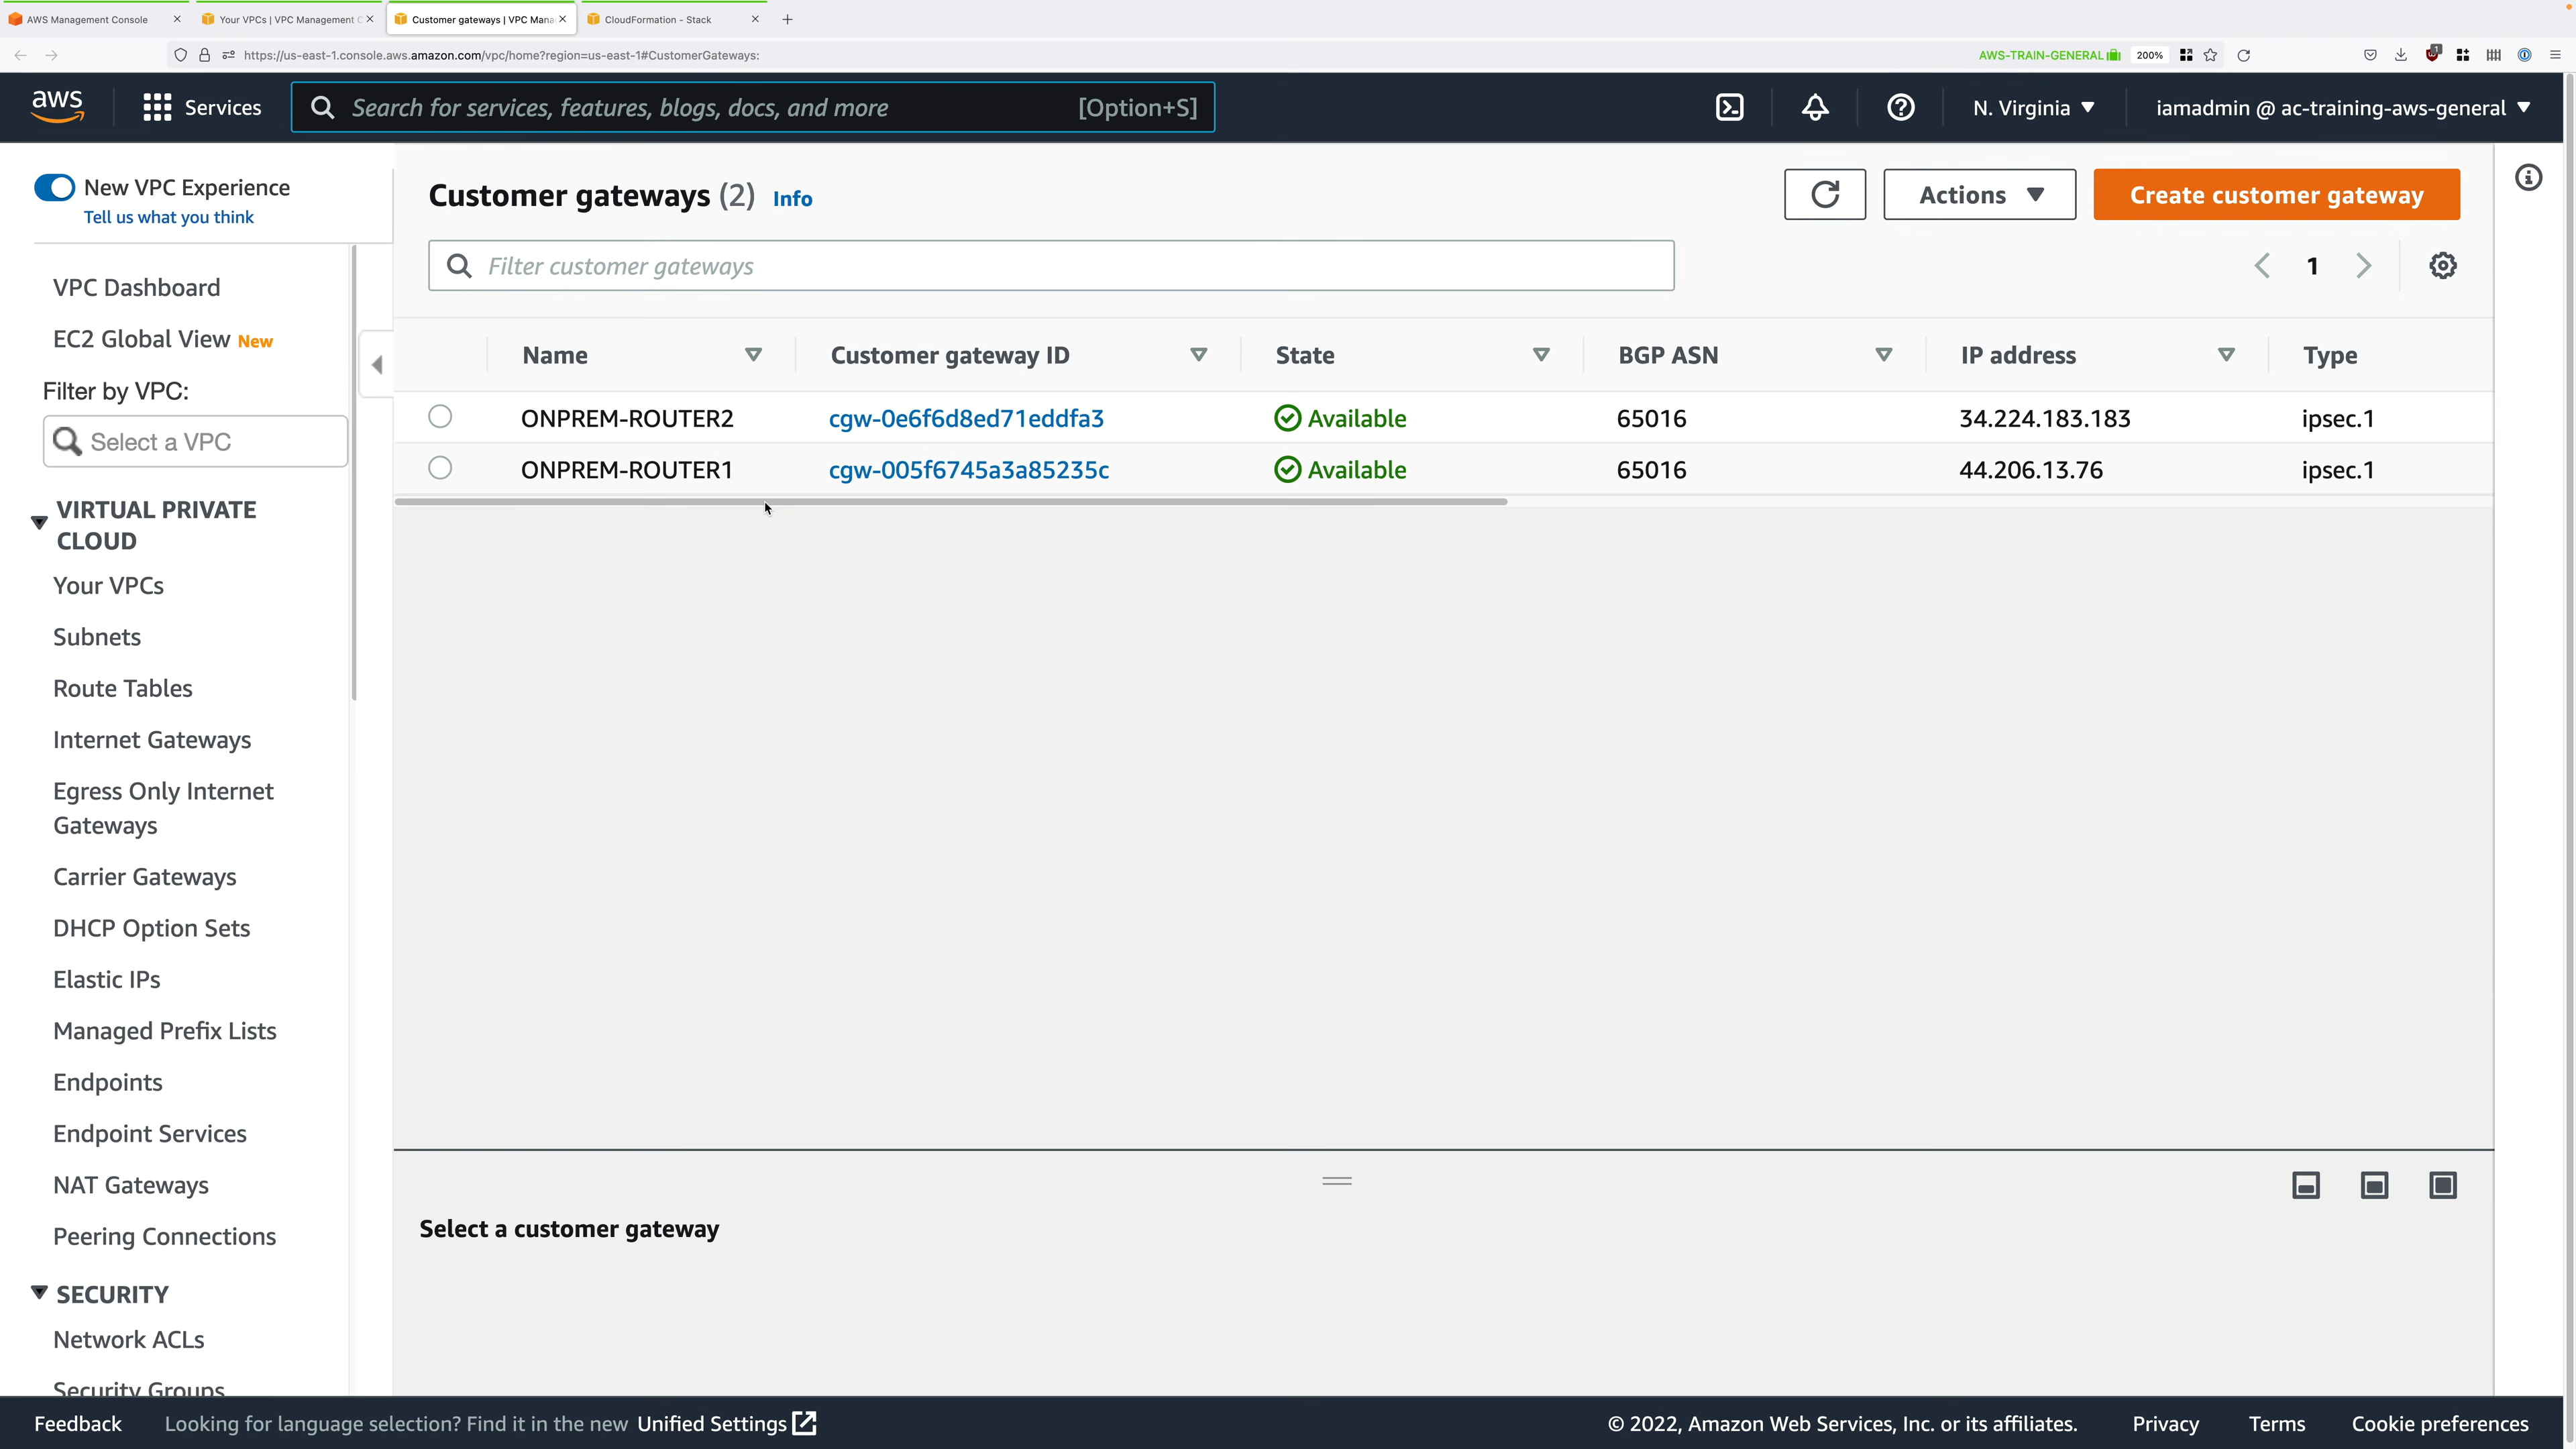 AWS Management Console
Your VPCs | VPC Management C
Customer gateways | VPC Mana
CloudFormation - Stack
https://us-east-1.console.aws.amazon.com/vpc/home?region=us-east-1#CustomerGateways:
AWS-TRAIN-GENERAL
200%
1
aws
Services
Search for services, features, blogs, docs, and more
[Option+S]
N. Virginia
iamadmin @ ac-training-aws-general
New VPC Experience
Tell us what you think
VPC Dashboard
EC2 Global View New
Filter by VPC:
Select a VPC
VIRTUAL PRIVATE
CLOUD
Your VPCs
Subnets
Route Tables
Internet Gateways
Egress Only Internet
Gateways
Carrier Gateways
DHCP Option Sets
Elastic IPs
Managed Prefix Lists
Endpoints
Endpoint Services
NAT Gateways
Peering Connections
SECURITY
Network ACLs
Security Groups
Customer gateways (2) Info
Actions
Create customer gateway
Filter customer gateways
1
Name Customer gateway ID State BGP ASN IP address Type
ONPREM-ROUTER2 cgw-0e6f6d8ed71eddfa3 Available 65016 34.224.183.183 ipsec.1
ONPREM-ROUTER1 cgw-005f6745a3a85235c Available 65016 44.206.13.76 ipsec.1
Select a customer gateway
Feedback
Looking for language selection? Find it in the new Unified Settings
© 2022, Amazon Web Services, Inc. or its affiliates.
Privacy
Terms
Cookie preferences